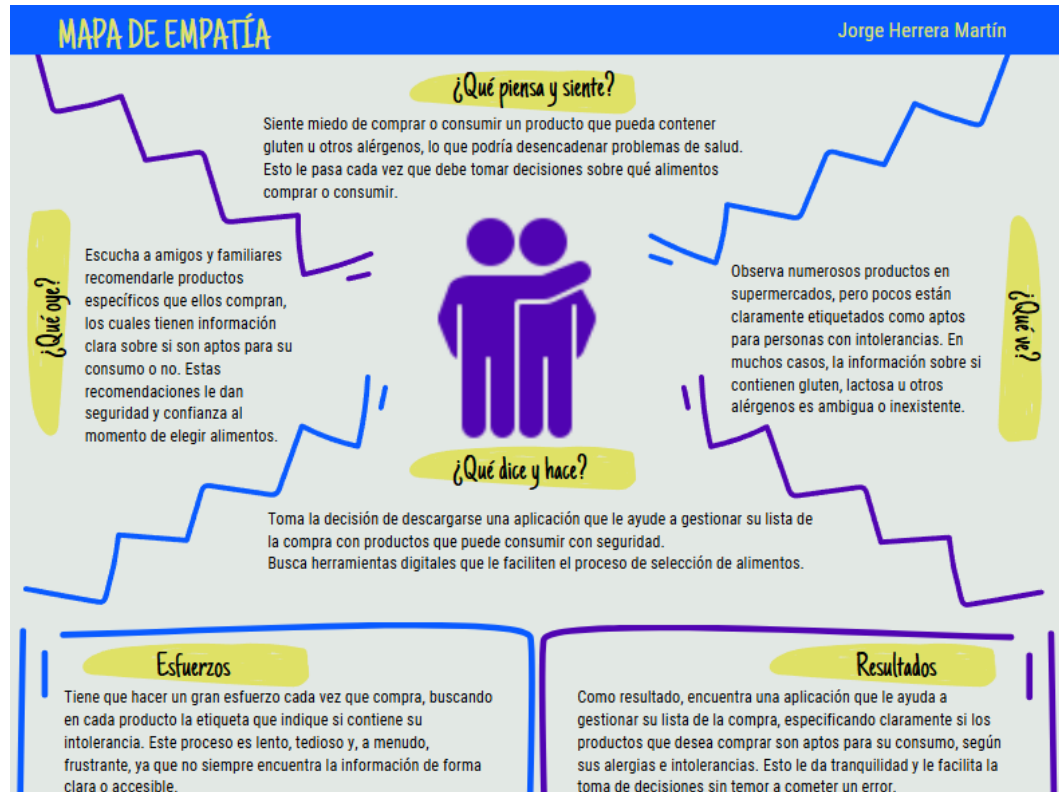 MAPA DE EMPATÍA
Jorge Herrera Martín
¿Qué piensa y siente?
Siente miedo de comprar o consumir un producto que pueda contener
gluten u otros alérgenos, lo que podría desencadenar problemas de salud.
Esto le pasa cada vez que debe tomar decisiones sobre qué alimentos
comprar o consumir.
¿Qué oye?
Escucha a amigos y familiares
recomendarle productos
específicos que ellos compran,
los cuales tienen información
clara sobre si son aptos para su
consumo o no. Estas
recomendaciones le dan
seguridad y confianza al
momento de elegir alimentos.
Observa numerosos productos en
supermercados, pero pocos están
claramente etiquetados como aptos
para personas con intolerancias. En
muchos casos, la información sobre si
contienen gluten, lactosa u otros
alérgenos es ambigua o inexistente.
¿Qué ve?
¿Qué dice y hace?
Toma la decisión de descargarse una aplicación que le ayude a gestionar su lista de
la compra con productos que puede consumir con seguridad.
Busca herramientas digitales que le faciliten el proceso de selección de alimentos.
Esfuerzos
Tiene que hacer un gran esfuerzo cada vez que compra, buscando
en cada producto la etiqueta que indique si contiene su
intolerancia. Este proceso es lento, tedioso y, a menudo,
frustrante, ya que no siempre encuentra la información de forma
clara o accesible.
Resultados
Como resultado, encuentra una aplicación que le ayuda a
gestionar su lista de la compra, especificando claramente si los
productos que desea comprar son aptos para su consumo, según
sus alergias e intolerancias. Esto le da tranquilidad y le facilita la
toma de decisiones sin temor a cometer un error.